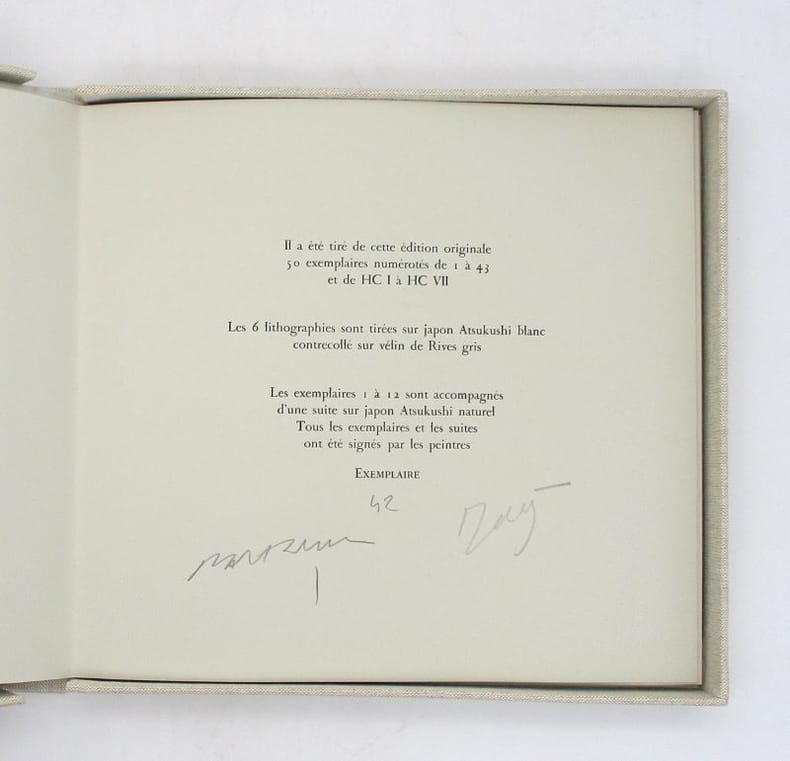 Il a été tiré de cette édition originale
50 exemplaires numérotés de 1 à 43
et de HC I à HC VII
Les 6 lithographies sont tirées sur japon Atsukushi blanc
contrecollé sur vélin de Rives gris
Les exemplaires 1 à 12 sont accompagnés
d'une suite sur japon Atsukushi naturel
Tous les exemplaires et les suites
ont été signés par les peintres
EXEMPLAIRE
42